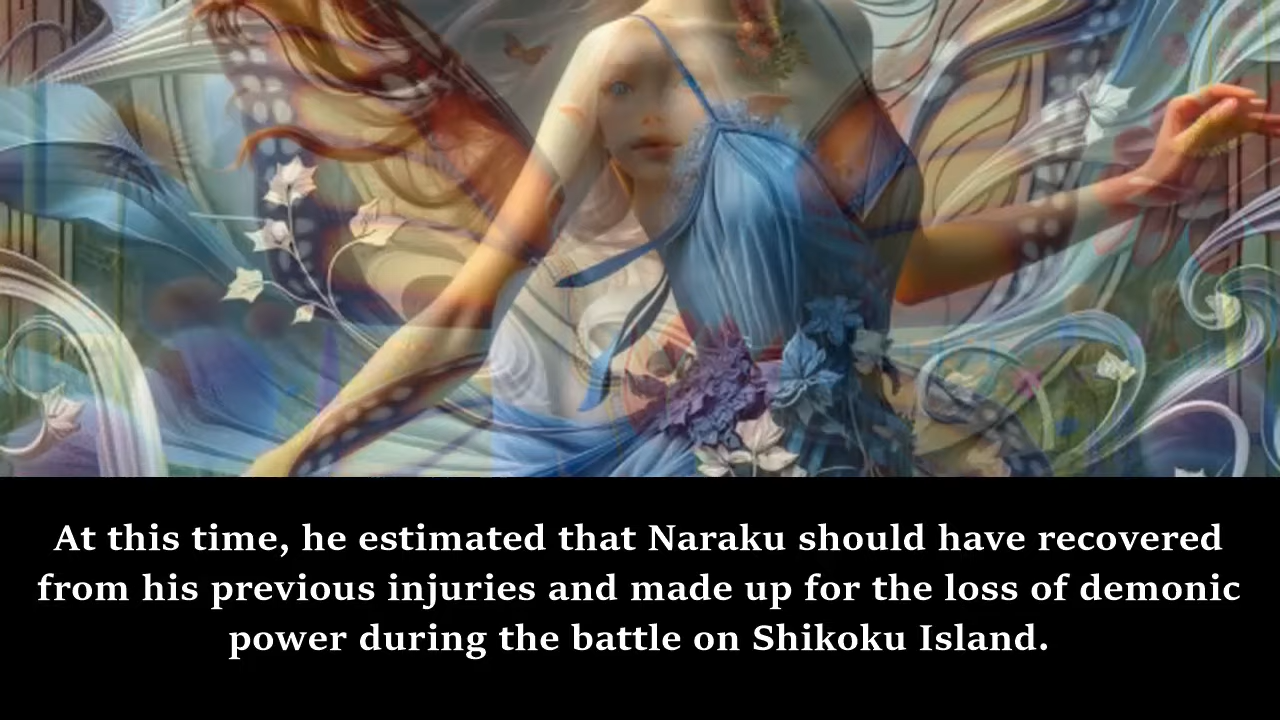 At this time, he estimated that Naraku should have recovered
from his previous injuries and made up for the loss of demonic
power during the battle on Shikoku Island.